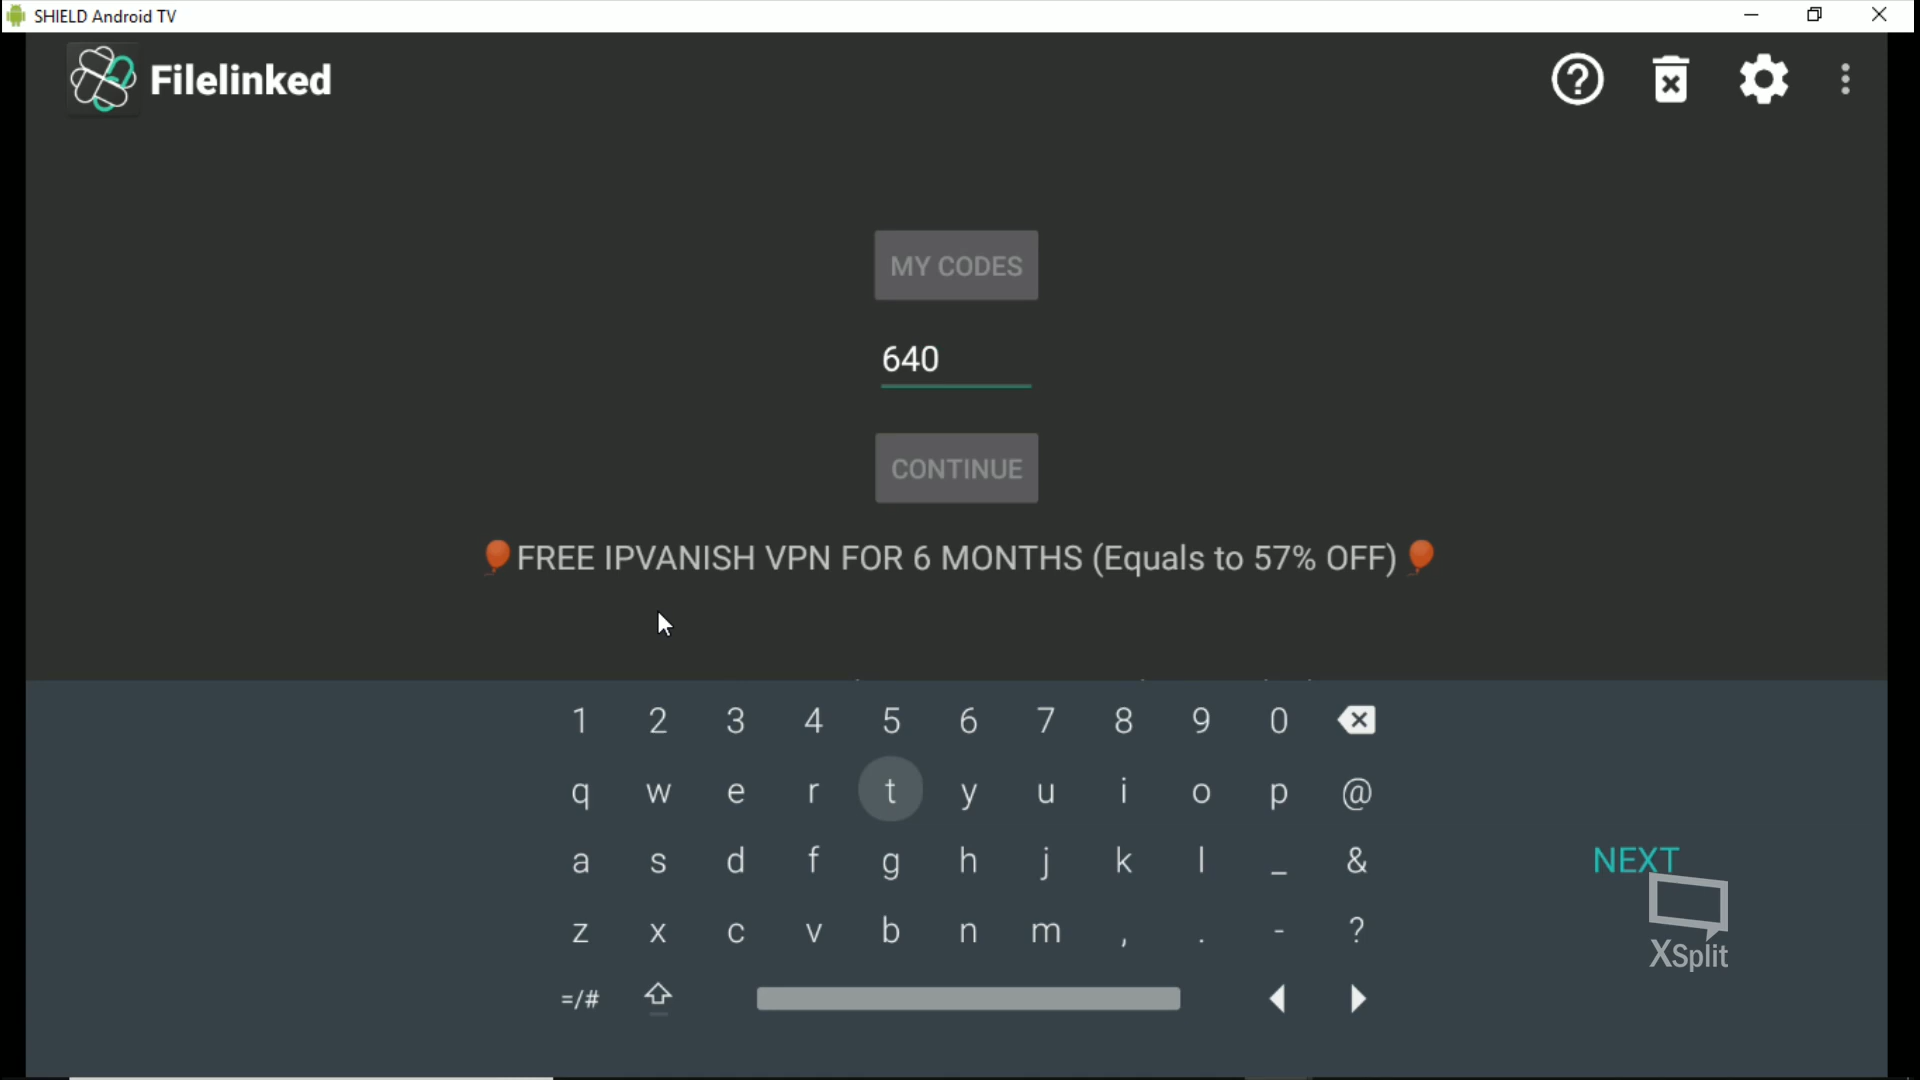 SHIELD Android TV
Filelinked
MY CODES
640
CONTINUE
FREE IPVANISH VPN FOR 6 MONTHS (Equals to 57% OFF)
1 2 3 4 5 6 7 8 9 0
q w e r t y u i o p @
a s d f g h j k l _ &
NEXT
z x c v b n m , . - ?
XSplit
=/#